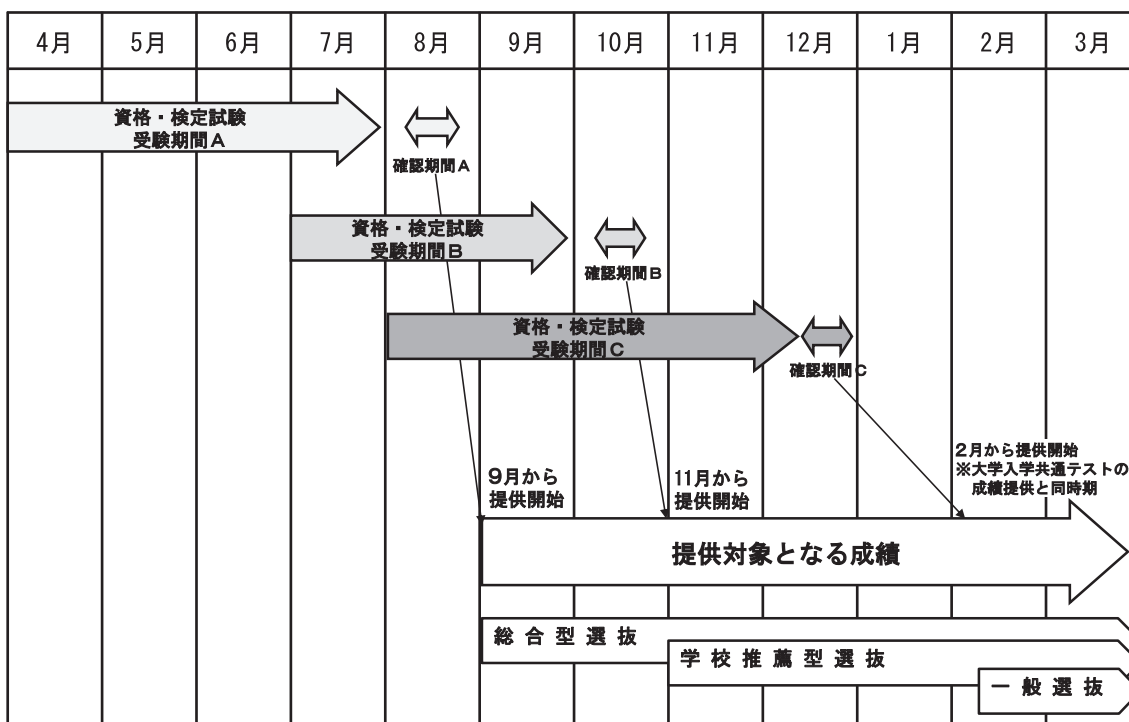 4月 5月 6月 7月 8月 9月 10月 11月 12月 1月 2月 3月
資格・検定試験
受験期間A
確認期間A
資格・検定試験
受験期間B
確認期間B
資格・検定試験
受験期間C
確認期間C
9月から
提供開始
11月から
提供開始
2月から提供開始
※大学入学共通テストの
成績提供と同時期
提供対象となる成績
総合型選抜
学校推薦型選抜
一般選抜